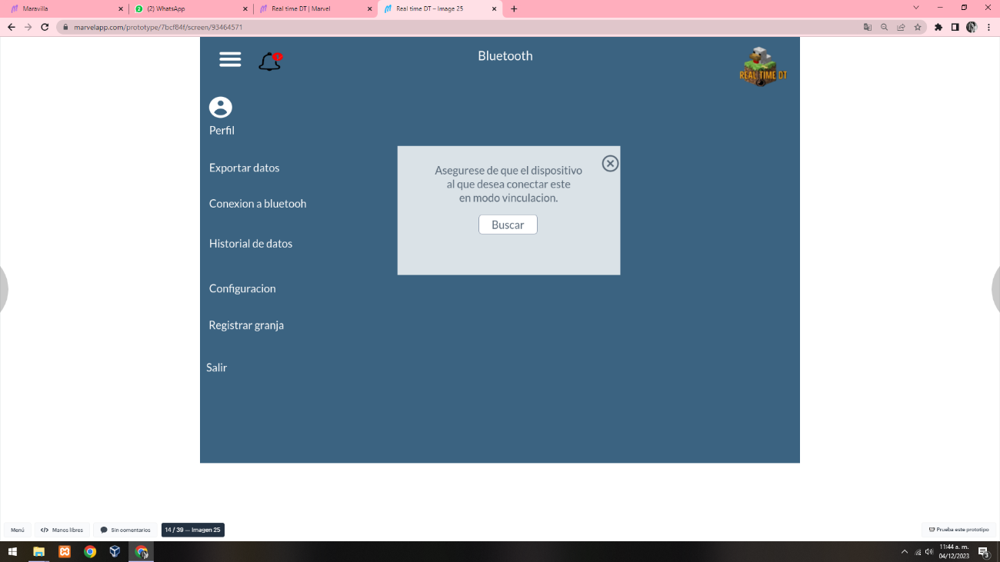 Maravilla
(2) WhatsApp
Real time DT | Marvel
Real time DT – Image 25
marvelapp.com/prototype/7bcf84f/screen/93464571
Bluetooth
REAL TIME DT
Perfil
Exportar datos
Conexion a bluetooh
Historial de datos
Configuracion
Registrar granja
Salir
Asegurese de que el dispositivo
al que desea conectar este
en modo vinculacion.
Buscar
Menú
Manos libres
Sin comentarios
14 / 39 — Imagen 25
Prueba este prototipo
11:44 a. m.
04/12/2023
3